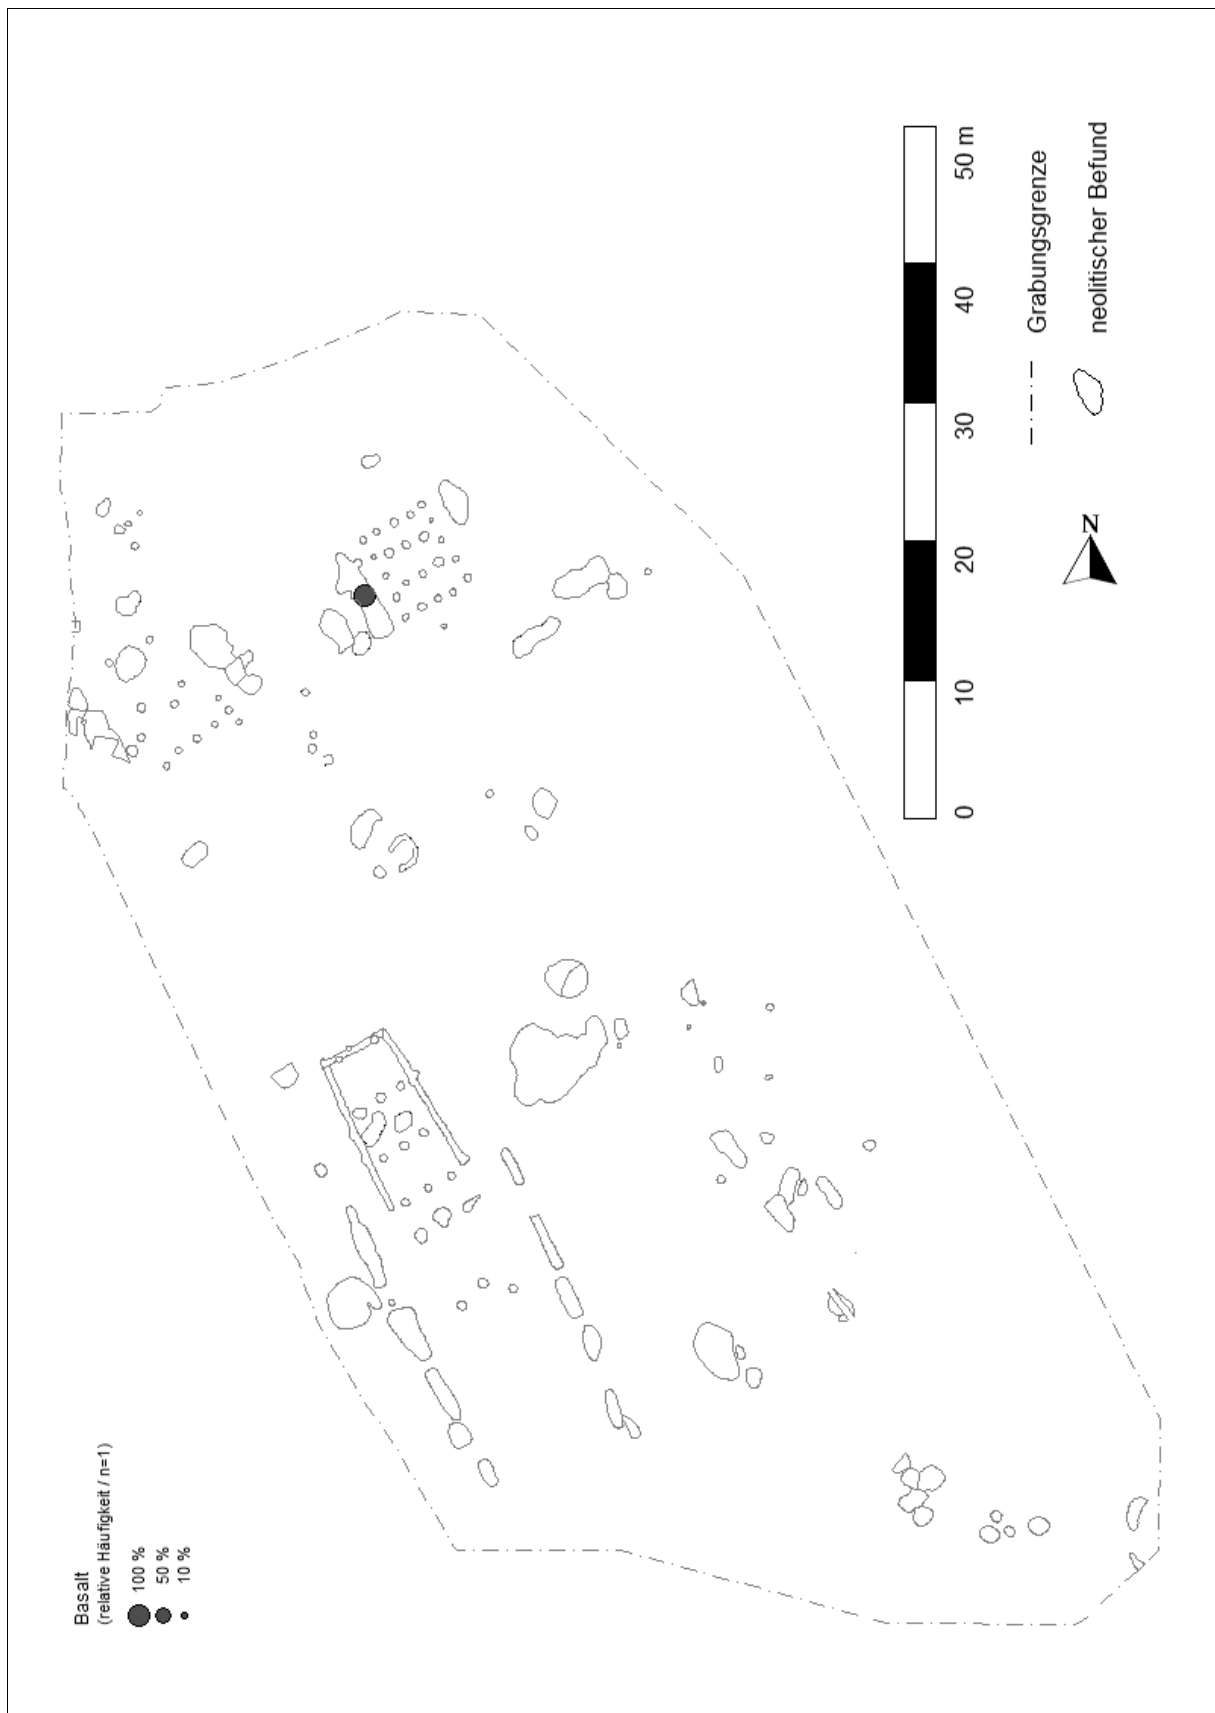 Basalt
(relative Häufigkeit / n=1)
100 %
50 %
10 %
0
10
20
30
40
50 m
Grabungsgrenze
neolitischer Befund
N